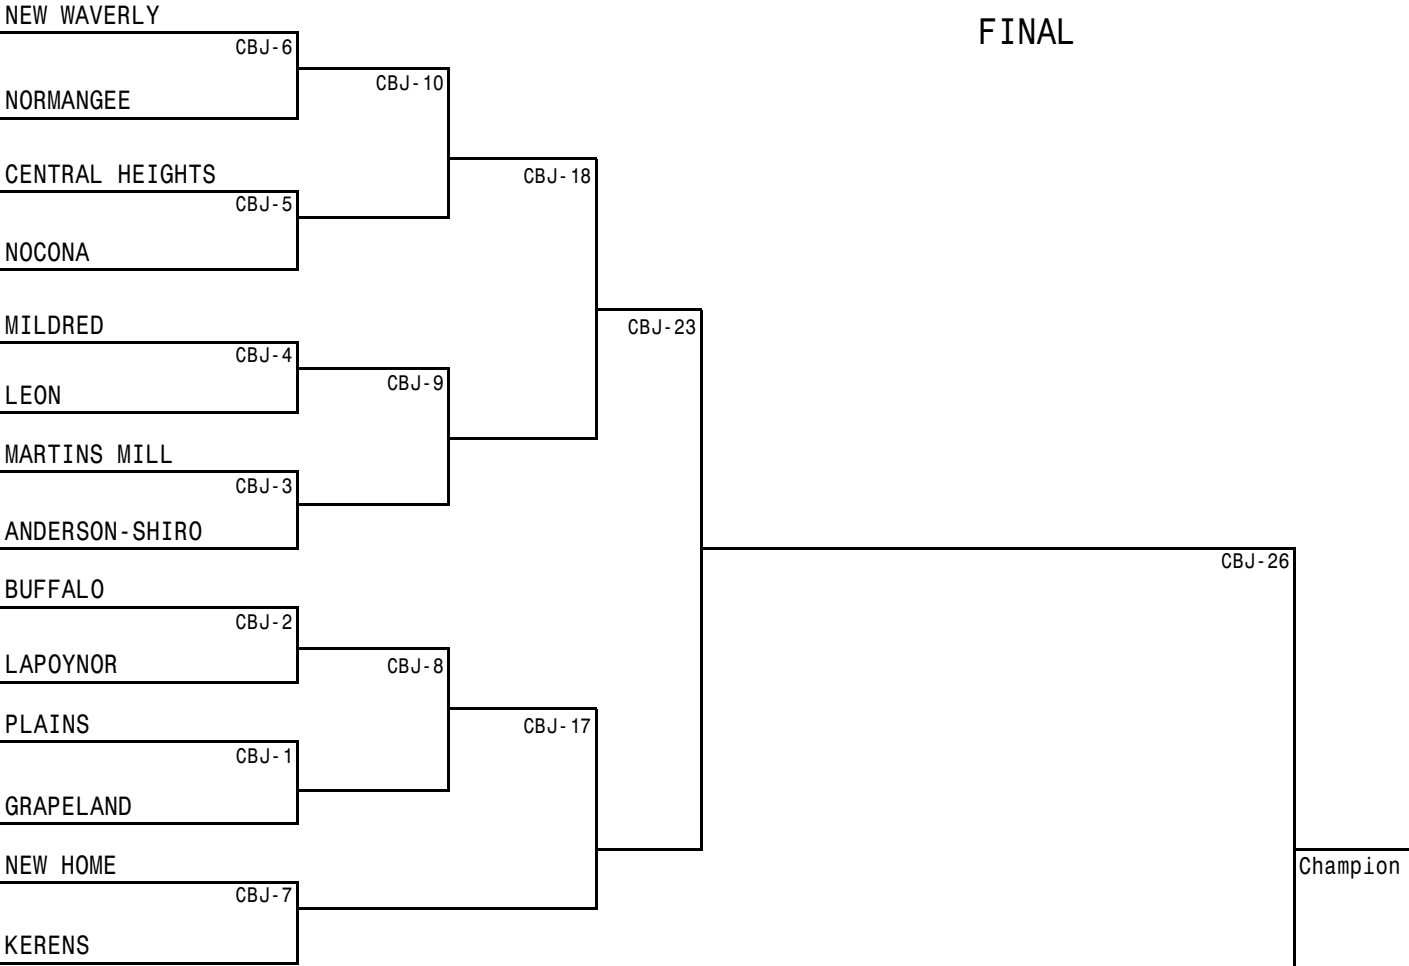 NEW WAVERLY
FINAL
CBJ-6
CBJ-10
NORMANGEE
CENTRAL HEIGHTS
CBJ-18
CBJ-5
NOCONA
MILDRED
CBJ-23
CBJ-4
CBJ-9
LEON
MARTINS MILL
CBJ-3
ANDERSON-SHIRO
CBJ-26
BUFFALO
CBJ-2
LAPOYNOR
CBJ-8
PLAINS
CBJ-17
CBJ-1
GRAPELAND
NEW HOME
Champion
CBJ-7
KERENS